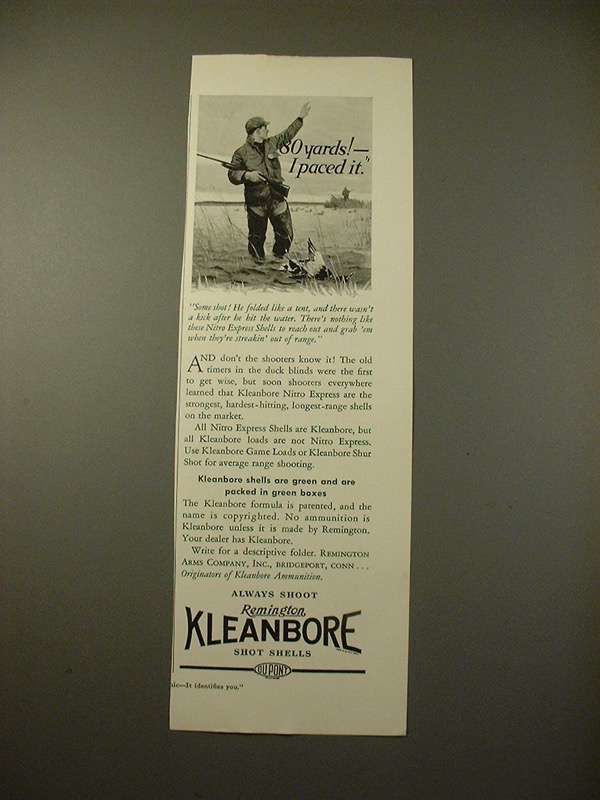 "80 yards!—
I paced it."
"Some shot! He folded like a tent, and there wasn't
a kick after he hit the water. There's nothing like
these Nitro Express Shells to reach out and grab 'em
when they're streakin' out of range."
AND don't the shooters know it! The old
timers in the duck blinds were the first
to get wise, but soon shooters everywhere
learned that Kleanbore Nitro Express are the
strongest, hardest-hitting, longest-range shells
on the market.
All Nitro Express Shells are Kleanbore, but
all Kleanbore loads are not Nitro Express.
Use Kleanbore Game Loads or Kleanbore Shur
Shot for average range shooting.
Kleanbore shells are green and are
packed in green boxes
The Kleanbore formula is patented, and the
name is copyrighted. No ammunition is
Kleanbore unless it is made by Remington.
Your dealer has Kleanbore.
Write for a descriptive folder. REMINGTON
ARMS COMPANY, INC., BRIDGEPORT, CONN...
Originators of Kleanbore Ammunition.
ALWAYS SHOOT
Remington
KLEANBORE
SHOT SHELLS
DU PONT
—It identifies you."